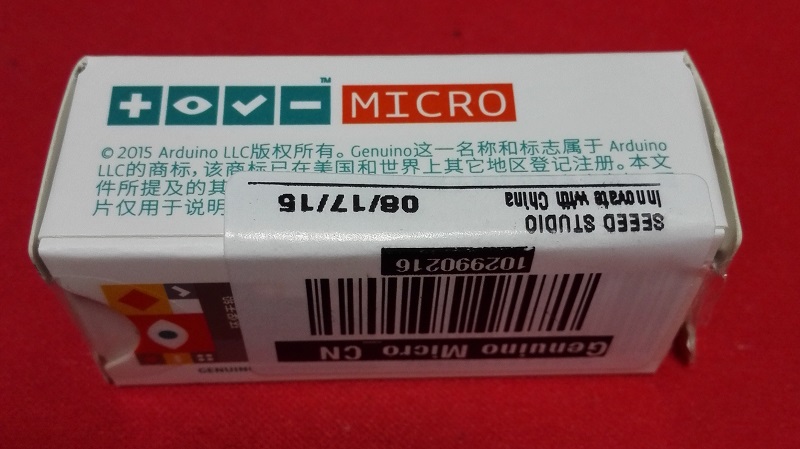 MICRO
™
© 2015 Arduino LLC版权所有。Genuino这一名称和标志属于 Arduino
LLC的商标，该商标已在美国和世界上其它地区登记注册。本文
件所提及的其
片仅用于说明
SEEED STUDIO
Innovate with China
08/17/15
102990216
Genuino Micro_CN
GENUIN